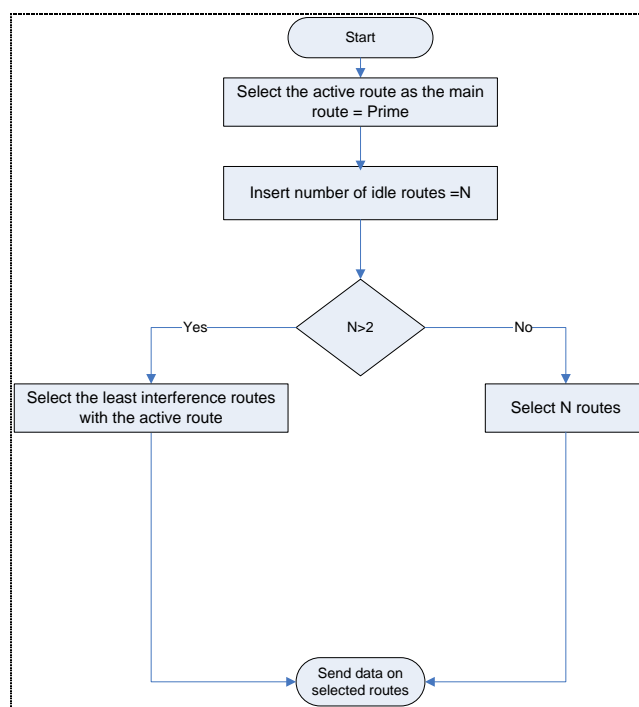 Start
Select the active route as the main
route = Prime
Insert number of idle routes =N
N>2
Yes
No
Select the least interference routes
with the active route
Select N routes
Send data on
selected routes